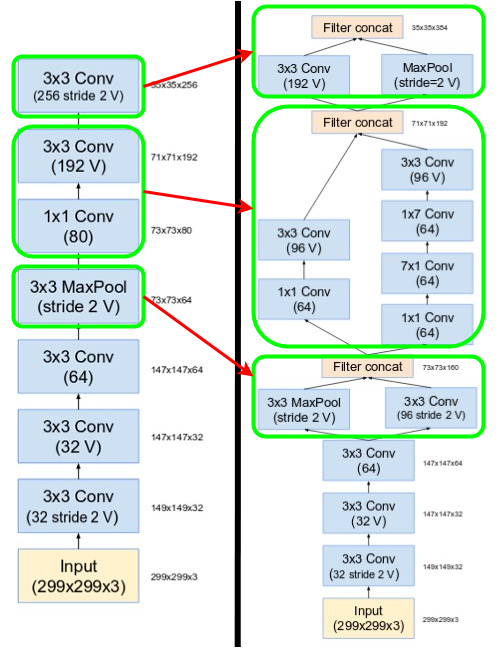 3x3 Conv
(256 stride 2 V)
35x35x256
3x3 Conv
(192 V)
71x71x192
1x1 Conv
(80)
73x73x80
3x3 MaxPool
(stride 2 V)
73x73x64
3x3 Conv
(64)
147x147x64
3x3 Conv
(32 V)
147x147x32
3x3 Conv
(32 stride 2 V)
149x149x32
Input
(299x299x3)
299x299x3
Filter concat
35x35x384
3x3 Conv
(192 V)
MaxPool
(stride=2 V)
Filter concat
71x71x192
3x3 Conv
(96 V)
1x7 Conv
(64)
3x3 Conv
(96 V)
7x1 Conv
(64)
1x1 Conv
(64)
1x1 Conv
(64)
Filter concat
73x73x160
3x3 MaxPool
(stride 2 V)
3x3 Conv
(96 stride 2 V)
3x3 Conv
(64)
147x147x64
3x3 Conv
(32 V)
147x147x32
3x3 Conv
(32 stride 2 V)
149x149x32
Input
(299x299x3)
299x299x3